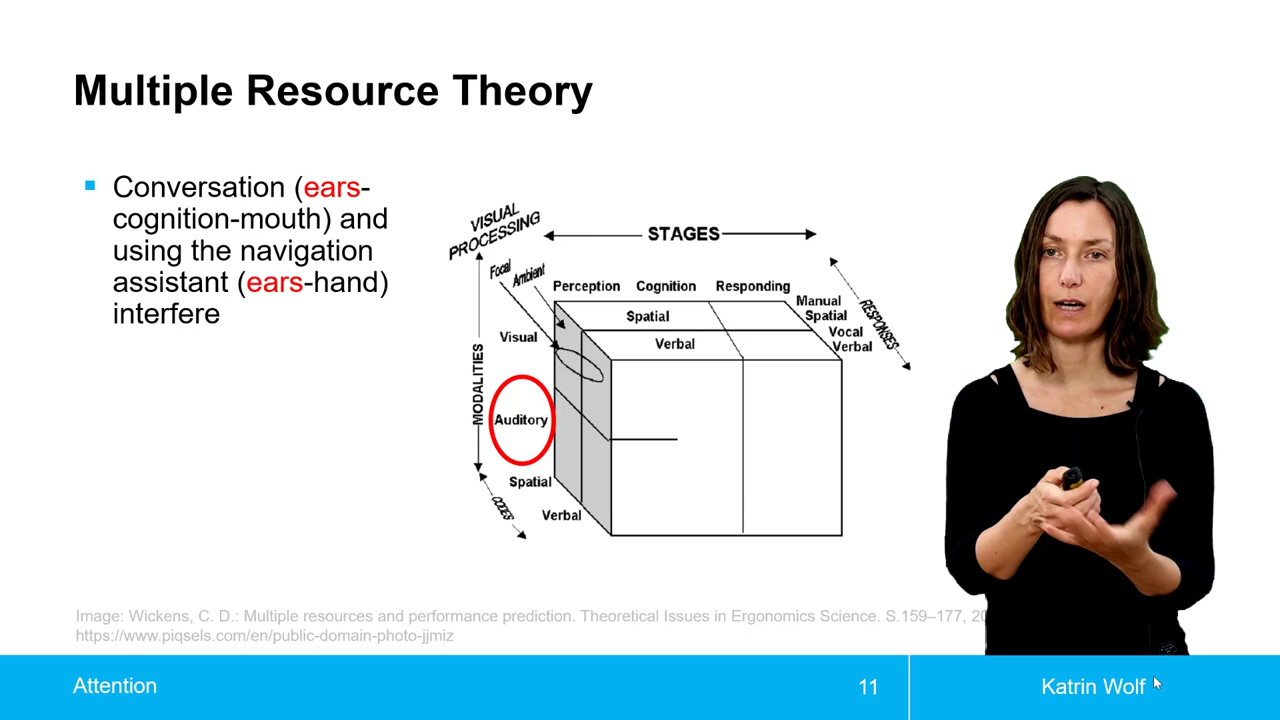 Multiple Resource Theory
Conversation (ears-
cognition-mouth) and
using the navigation
assistant (ears-hand)
interfere
VISUAL
PROCESSING
STAGES
Focal
Ambient
Perception Cognition Responding
Manual
Spatial
Spatial
Vocal
Verbal
Verbal
RESPONSES
Visual
MODALITIES
Auditory
Spatial
CODES
Verbal
Image: Wickens, C. D.: Multiple resources and performance prediction. Theoretical Issues in Ergonomics Science. S.159–177,
https://www.piqsels.com/en/public-domain-photo-jjmiz
Attention
11
Katrin Wolf